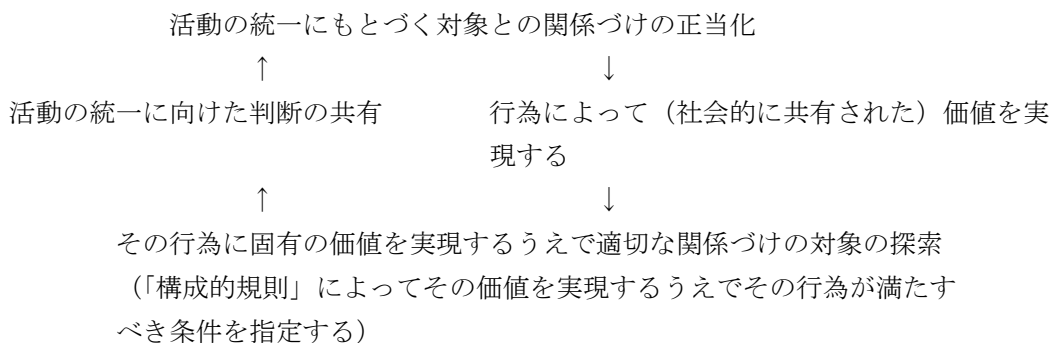 活動の統一にもとづく対象との関係づけの正当化
↑ ↓
活動の統一に向けた判断の共有 行為によって（社会的に共有された）価値を実
現する
↑ ↓
その行為に固有の価値を実現するうえで適切な関係づけの対象の探索
（「構成的規則」によってその価値を実現するうえでその行為が満たす
べき条件を指定する）